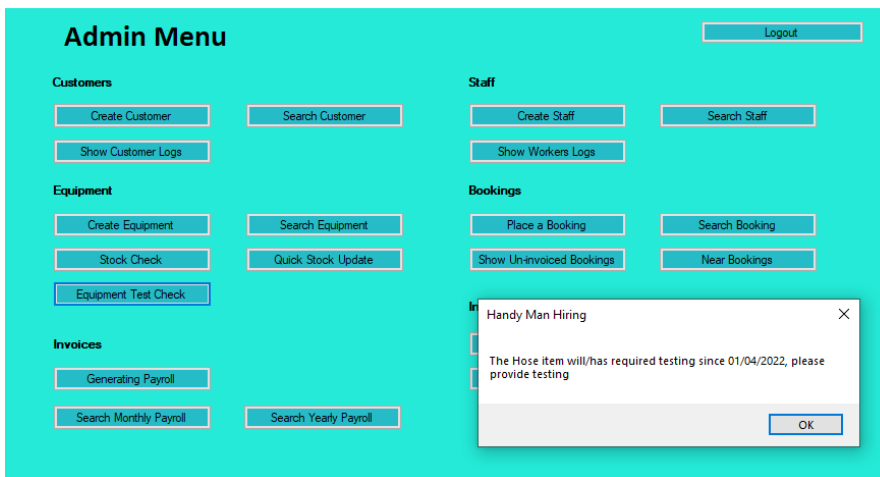 Admin Menu
Logout
Customers
Staff
Create Customer
Search Customer
Create Staff
Search Staff
Show Customer Logs
Show Workers Logs
Equipment
Bookings
Create Equipment
Search Equipment
Place a Booking
Search Booking
Stock Check
Quick Stock Update
Show Un-invoiced Bookings
Near Bookings
Equipment Test Check
Invoices
Generating Payroll
Search Monthly Payroll
Search Yearly Payroll
Handy Man Hiring
The Hose item will/has required testing since 01/04/2022, please
provide testing
OK